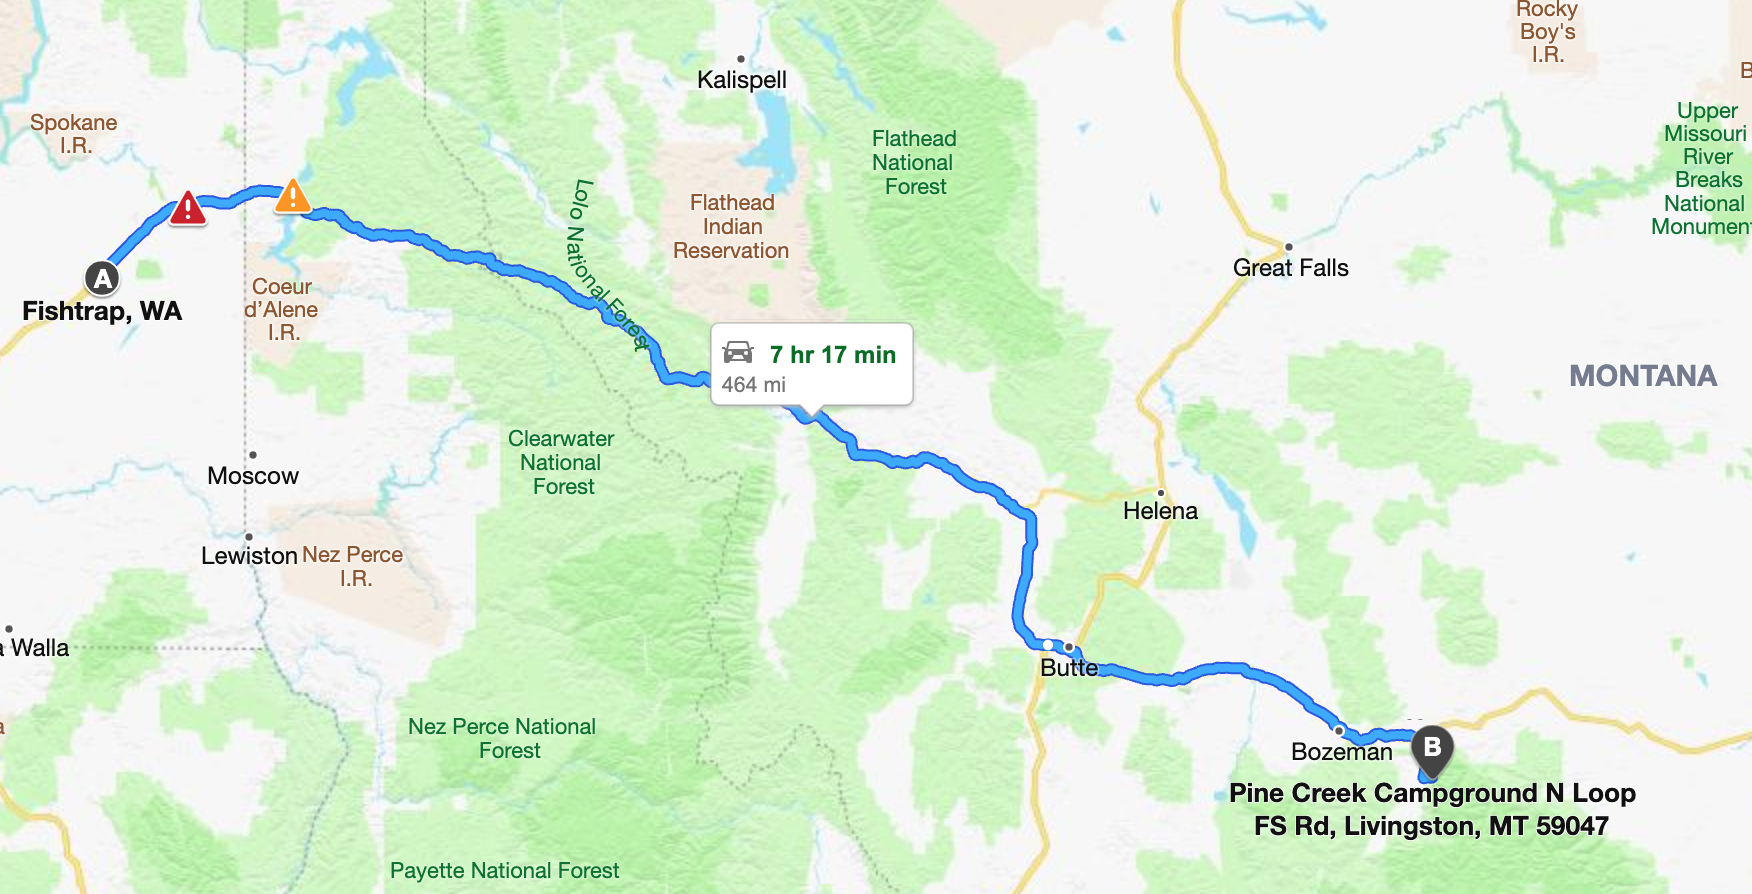 Rocky
Boy's
I.R.
B
Kalispell
Upper
Missouri
River
Breaks
National
Monument
Spokane
I.R.
Flathead
National
Forest
Lolo National Forest
Flathead
Indian
Reservation
Great Falls
A
Fishtrap, WA
Coeur
d'Alene
I.R.
7 hr 17 min
464 mi
MONTANA
Clearwater
National
Forest
Moscow
Helena
Lewiston
Nez Perce
I.R.
a Walla
Butte
a
Nez Perce National
Forest
Bozeman
B
Pine Creek Campground N Loop
FS Rd, Livingston, MT 59047
Payette National Forest